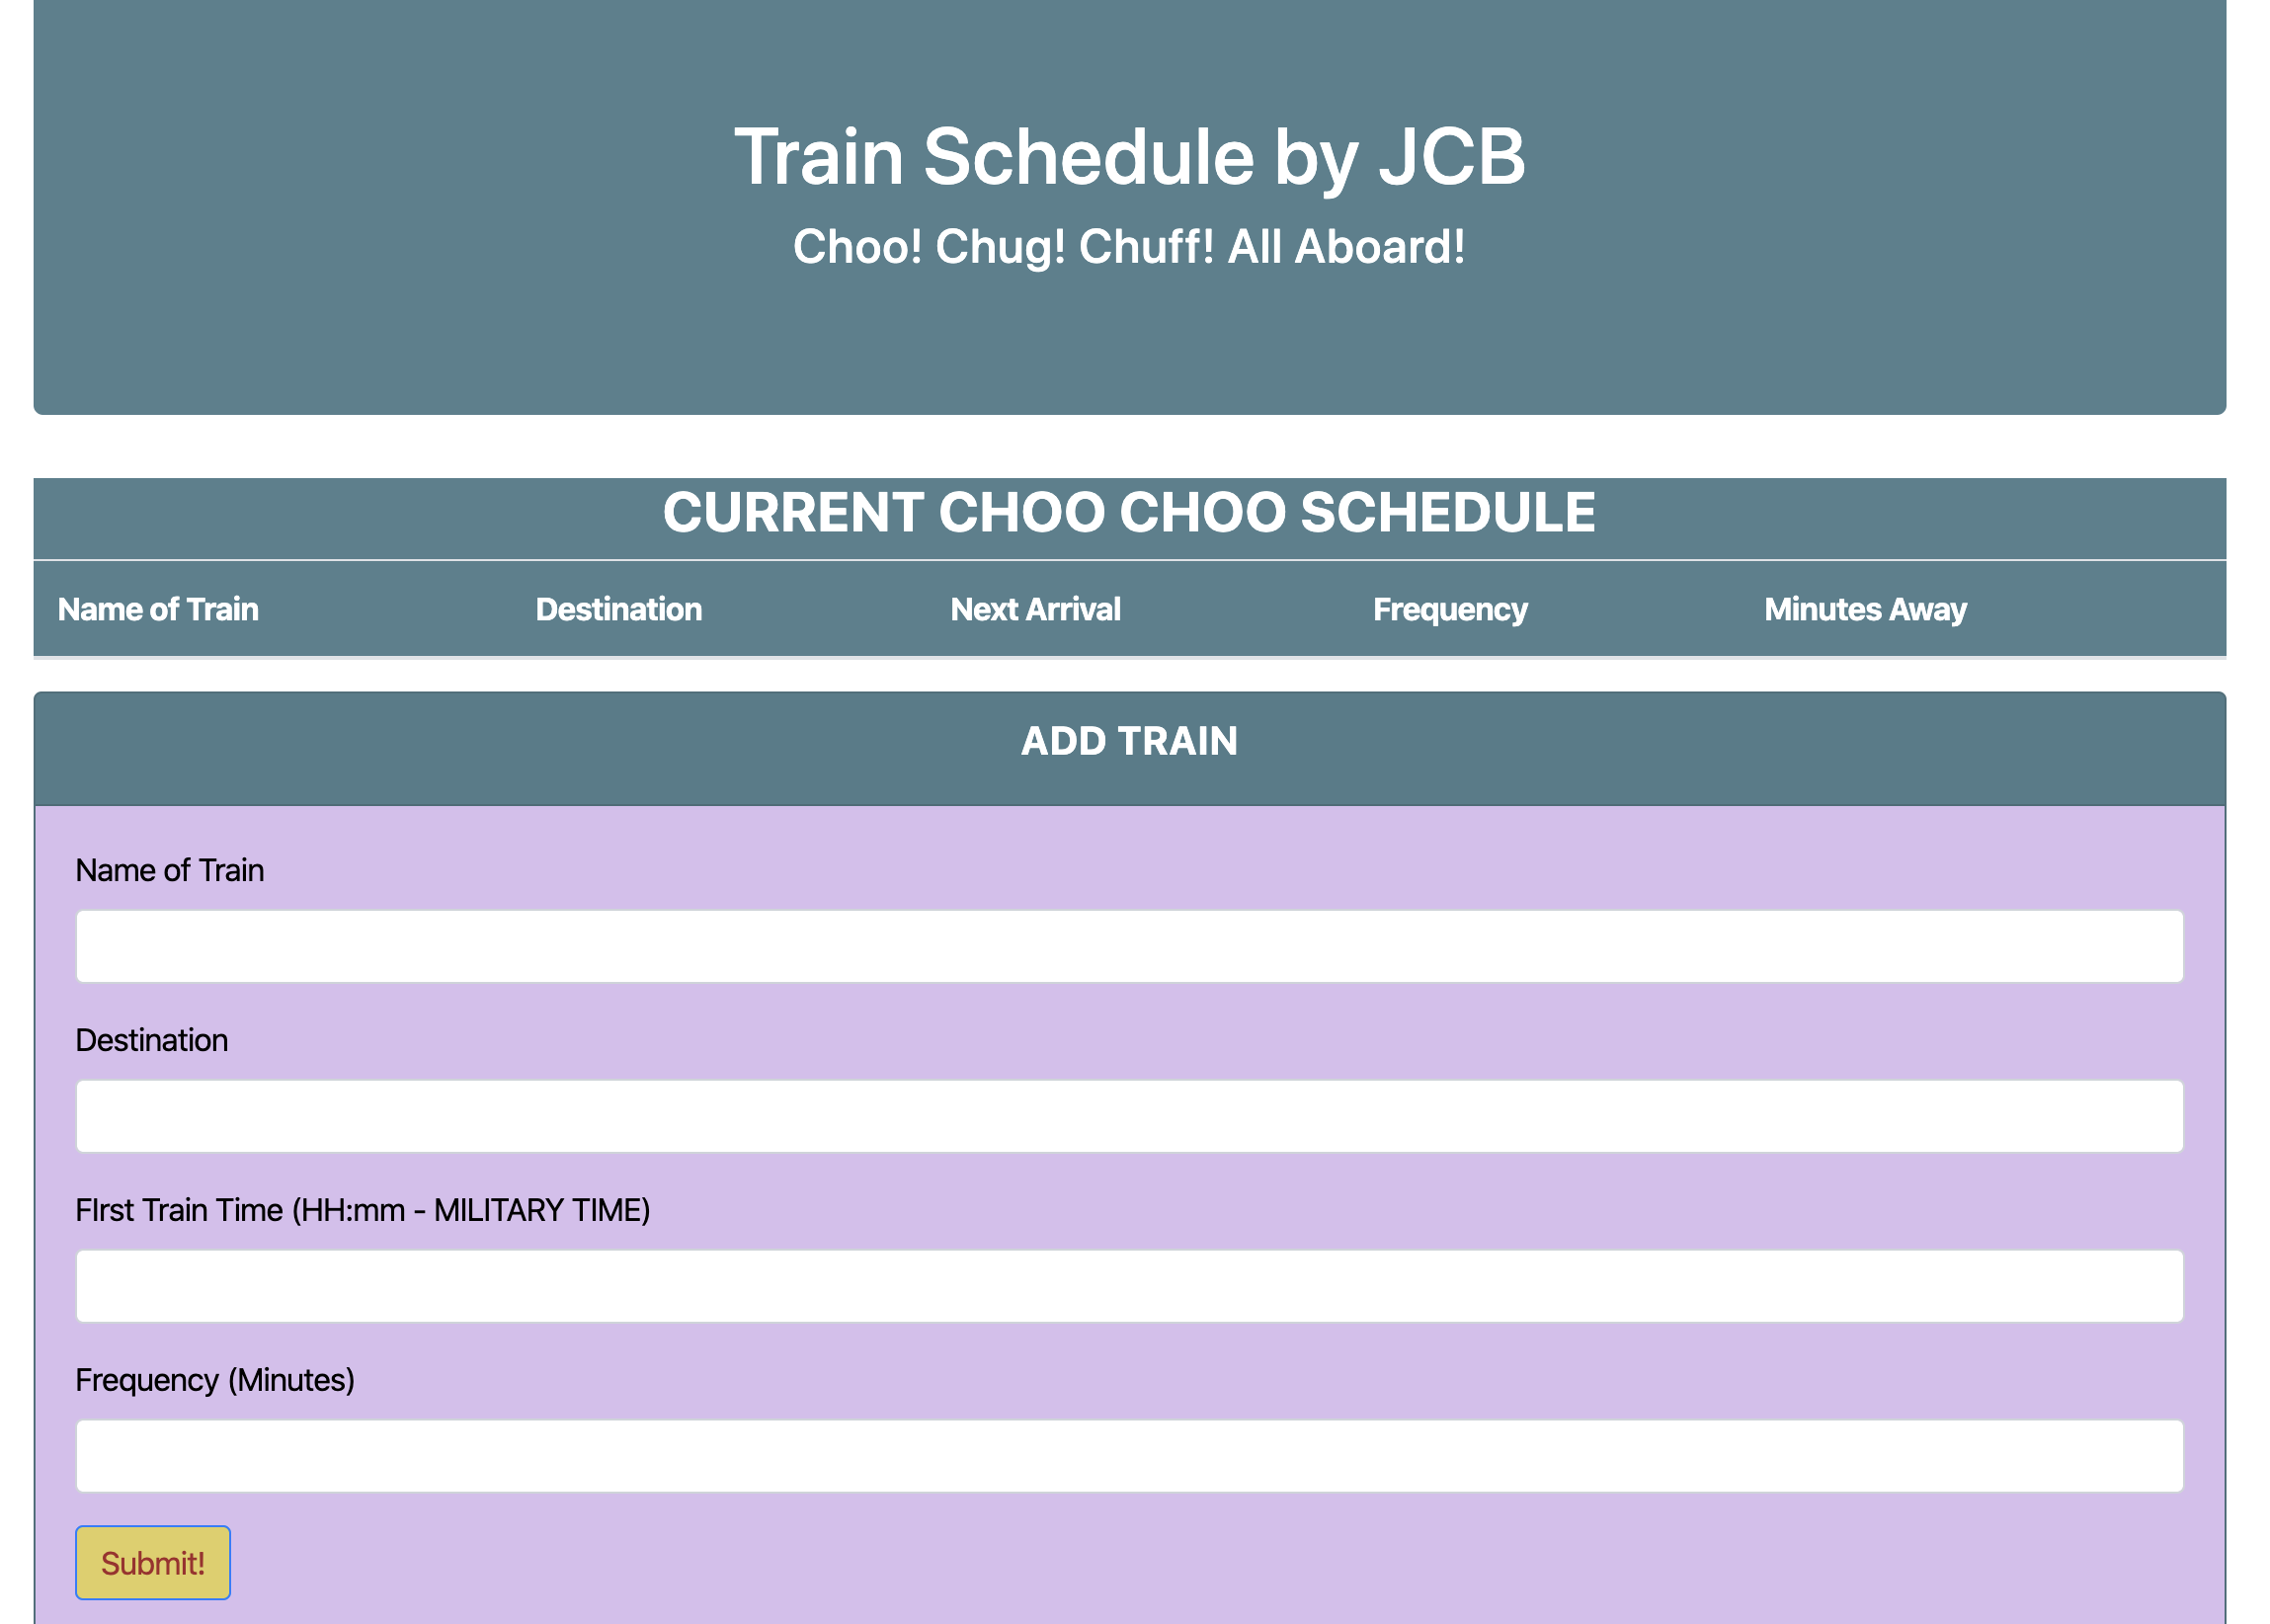 Train Schedule by JCB
Choo! Chug! Chuff! All Aboard!
CURRENT CHOO CHOO SCHEDULE
Name of Train Destination Next Arrival Frequency Minutes Away
ADD TRAIN
Name of Train
Destination
FIrst Train Time (HH:mm - MILITARY TIME)
Frequency (Minutes)
Submit!